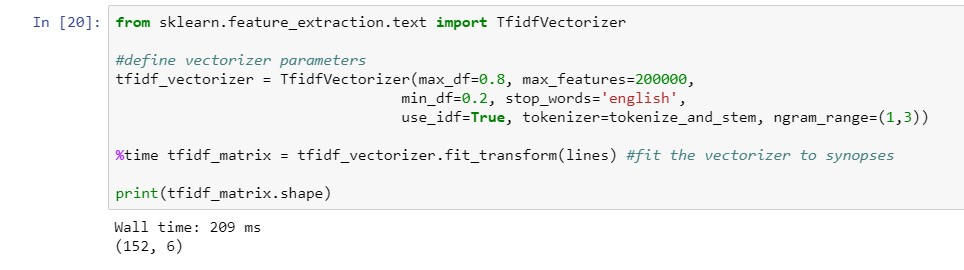 In [20]: from sklearn.feature_extraction.text import TfidfVectorizer
#define vectorizer parameters
tfidf_vectorizer = TfidfVectorizer(max_df=0.8, max_features=200000,
min_df=0.2, stop_words='english',
use_idf=True, tokenizer=tokenize_and_stem, ngram_range=(1,3))
%time tfidf_matrix = tfidf_vectorizer.fit_transform(lines) #fit the vectorizer to synopses
print(tfidf_matrix.shape)
Wall time: 209 ms
(152, 6)